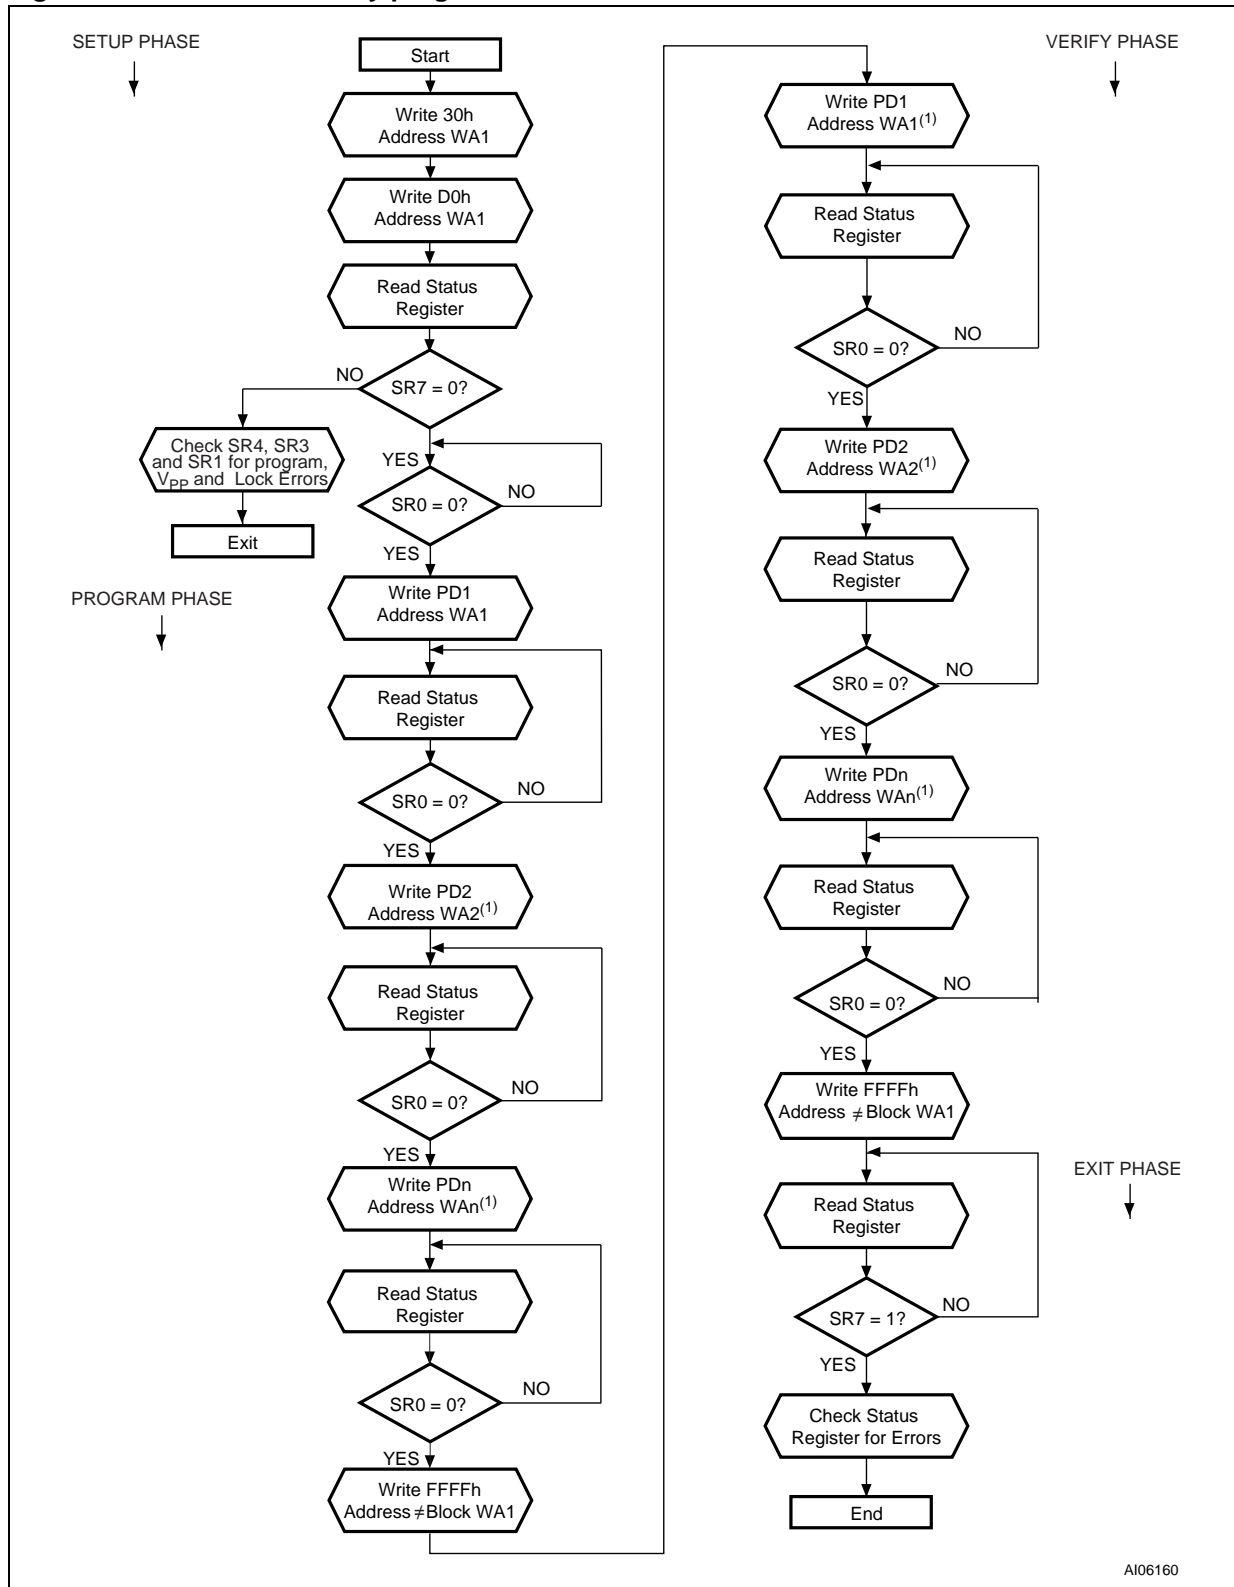 SETUP PHASE
Start
Write 30h
Address WA1
Write D0h
Address WA1
Read Status
Register
SR7 = 0?
NO
Check SR4, SR3
and SR1 for program,
VPP and Lock Errors
Exit
YES
SR0 = 0?
NO
YES
PROGRAM PHASE
Write PD1
Address WA1
Read Status
Register
SR0 = 0?
NO
YES
Write PD2
Address WA2(1)
Read Status
Register
SR0 = 0?
NO
YES
Write PDn
Address WAn(1)
Read Status
Register
SR0 = 0?
NO
YES
Write FFFFh
Address ≠Block WA1
VERIFY PHASE
Write PD1
Address WA1(1)
Read Status
Register
SR0 = 0?
NO
YES
Write PD2
Address WA2(1)
Read Status
Register
SR0 = 0?
NO
YES
Write PDn
Address WAn(1)
Read Status
Register
SR0 = 0?
NO
YES
Write FFFFh
Address ≠Block WA1
EXIT PHASE
Read Status
Register
SR7 = 1?
NO
YES
Check Status
Register for Errors
End
AI06160